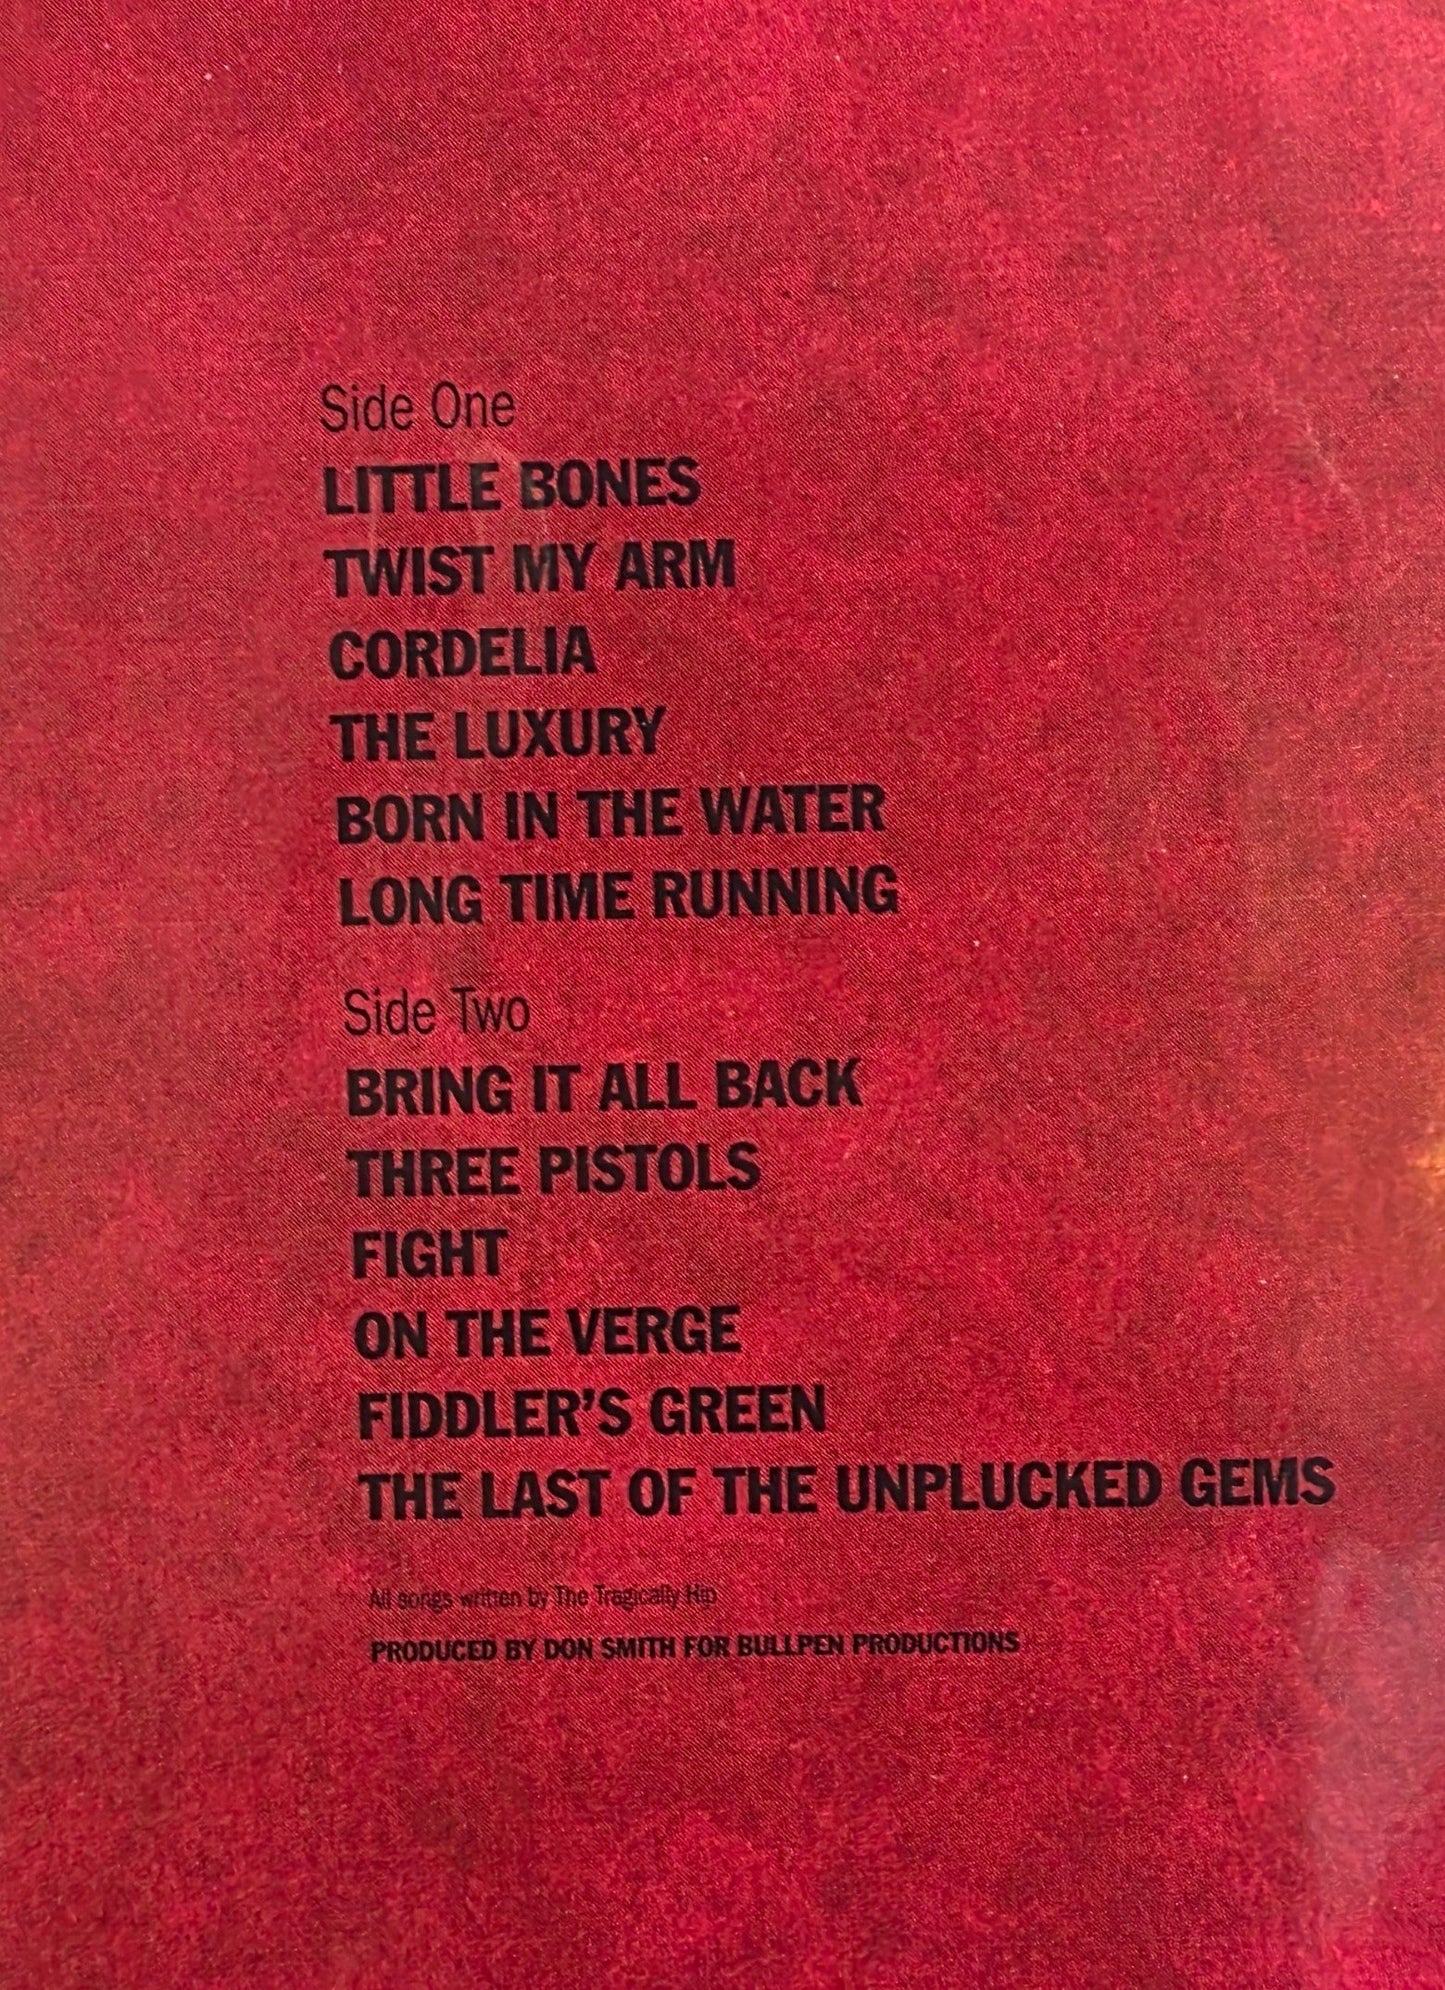 Side One
LITTLE BONES
TWIST MY ARM
CORDELIA
THE LUXURY
BORN IN THE WATER
LONG TIME RUNNING
Side Two
BRING IT ALL BACK
THREE PISTOLS
FIGHT
ON THE VERGE
FIDDLER'S GREEN
THE LAST OF THE UNPLUCKED GEMS
All songs written by The Tragically Hip
PRODUCED BY DON SMITH FOR BULLPEN PRODUCTIONS